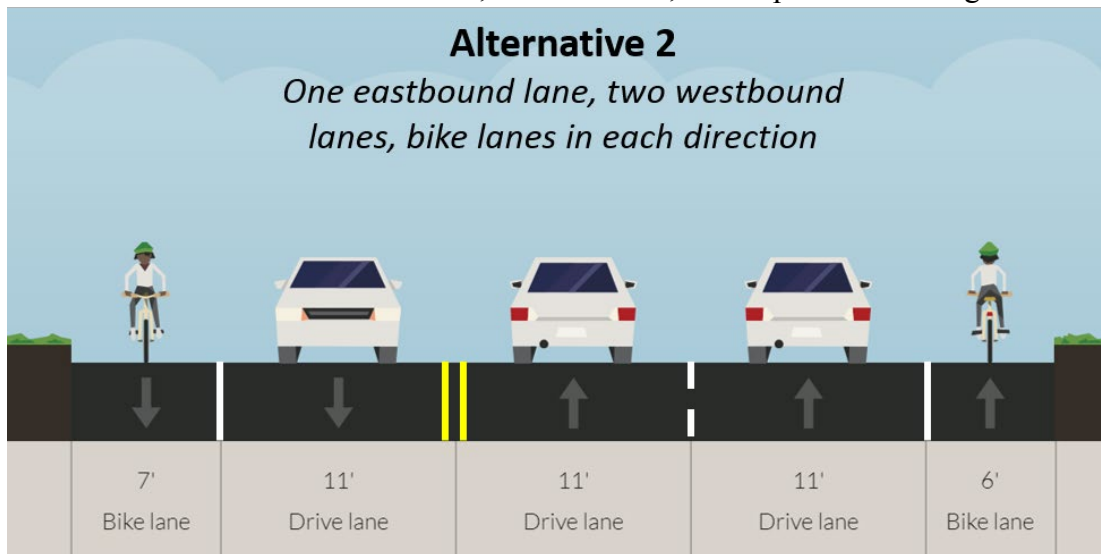 Alternative 2
One eastbound lane, two westbound
lanes, bike lanes in each direction
7' 11' 11' 11' 6'
Bike lane Drive lane Drive lane Drive lane Bike lane